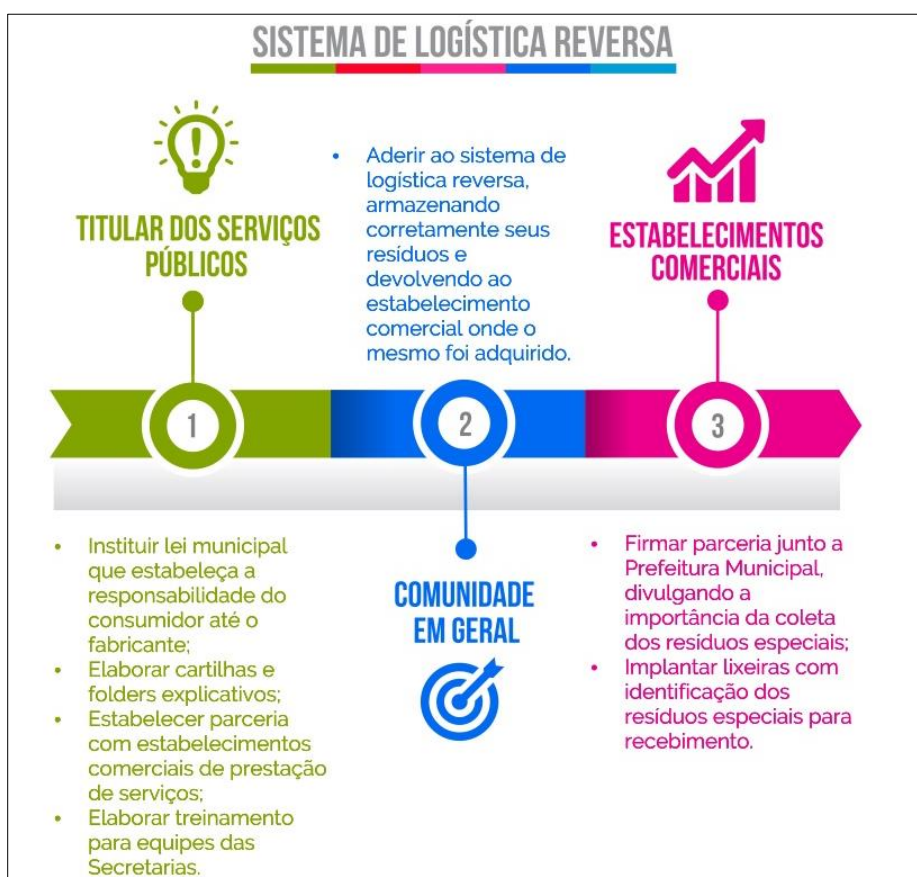 SISTEMA DE LOGÍSTICA REVERSA
TITULAR DOS SERVIÇOS
PÚBLICOS
1
• Instituir lei municipal
que estabeleça a
responsabilidade do
consumidor até o
fabricante;
• Elaborar cartilhas e
folders explicativos;
• Estabelecer parceria
com estabelecimentos
comerciais de prestação
de serviços;
• Elaborar treinamento
para equipes das
Secretarias.
• Aderir ao sistema de
logística reversa,
armazenando
corretamente seus
resíduos e
devolvendo ao
estabelecimento
comercial onde o
mesmo foi adquirido.
2
COMUNIDADE
EM GERAL
ESTABELECIMENTOS
COMERCIAIS
3
• Firmar parceria junto a
Prefeitura Municipal,
divulgando a
importância da coleta
dos resíduos especiais;
• Implantar lixeiras com
identificação dos
resíduos especiais para
recebimento.